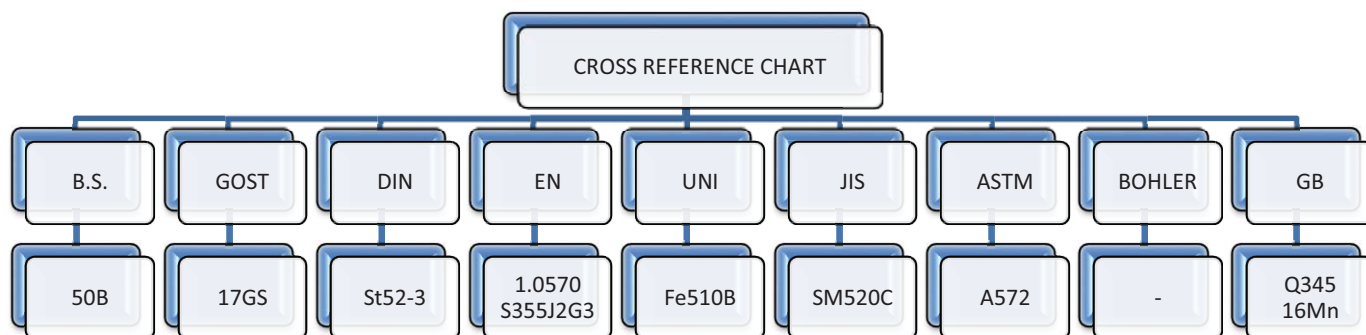 CROSS REFERENCE CHART
B.S.
GOST
DIN
EN
UNI
JIS
ASTM
BOHLER
GB
50B
17GS
St52-3
1.0570
S355J2G3
Fe510B
SM520C
A572
-
Q345
16Mn